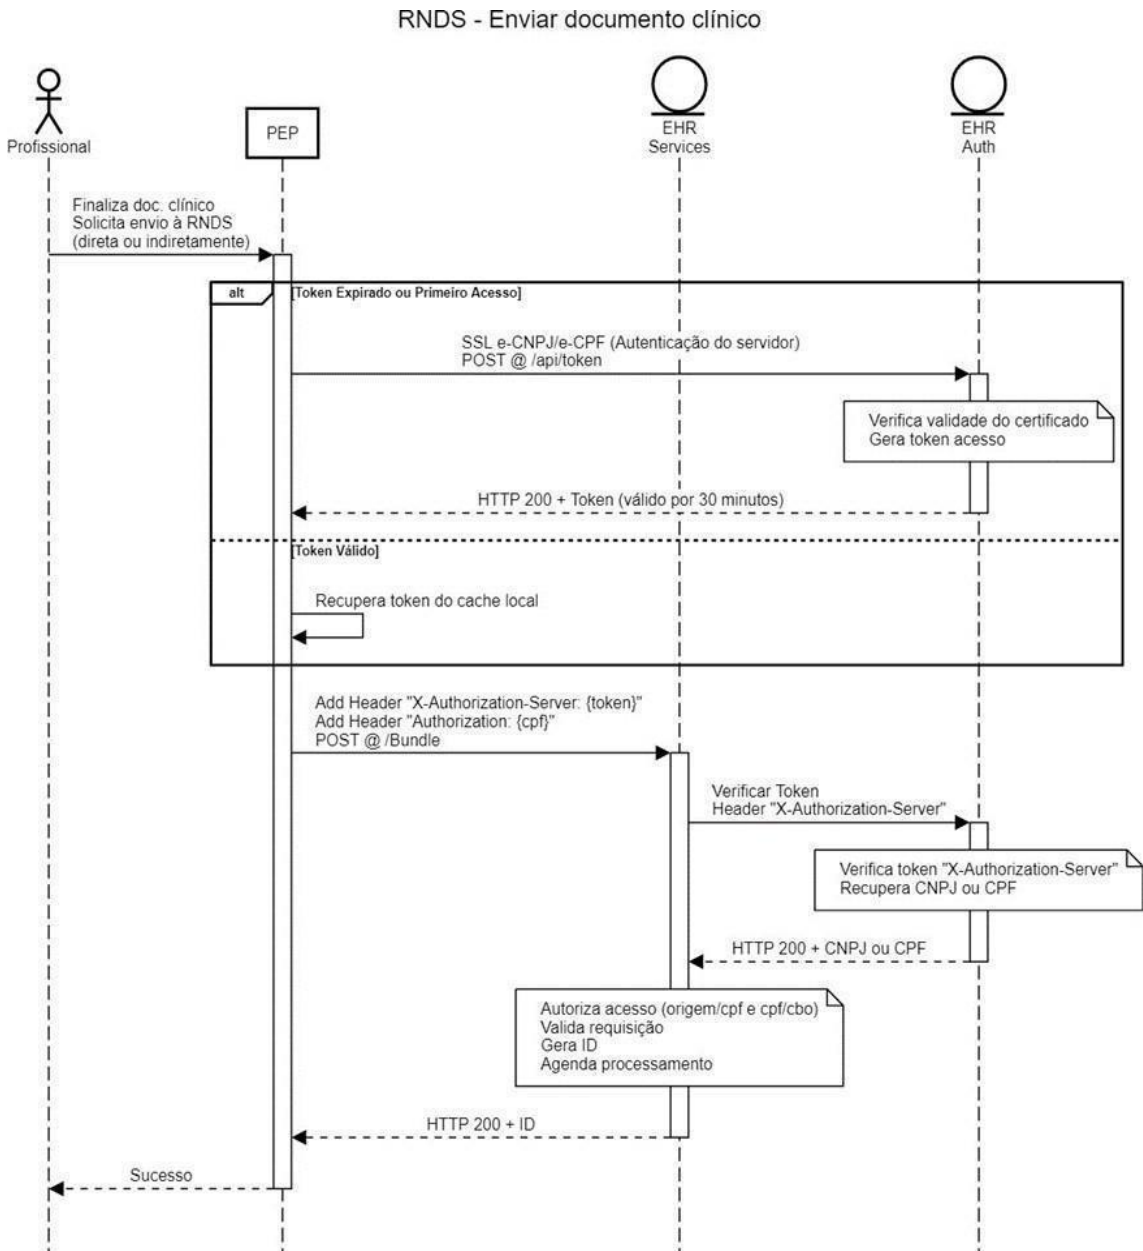 RNDS - Enviar documento clínico
Profissional
PEP
EHR
Services
EHR
Auth
Finaliza doc. clínico
Solicita envio à RNDS
(direta ou indiretamente)
alt
[Token Expirado ou Primeiro Acesso]
SSL e-CNPJ/e-CPF (Autenticação do servidor)
POST @ /api/token
Verifica validade do certificado
Gera token acesso
HTTP 200 + Token (válido por 30 minutos)
[Token Válido]
Recupera token do cache local
Add Header "X-Authorization-Server: {token}"
Add Header "Authorization: {cpf}"
POST @ /Bundle
Verificar Token
Header "X-Authorization-Server"
Verifica token "X-Authorization-Server"
Recupera CNPJ ou CPF
HTTP 200 + CNPJ ou CPF
Autoriza acesso (origem/cpf e cpf/cbo)
Valida requisição
Gera ID
Agenda processamento
HTTP 200 + ID
Sucesso